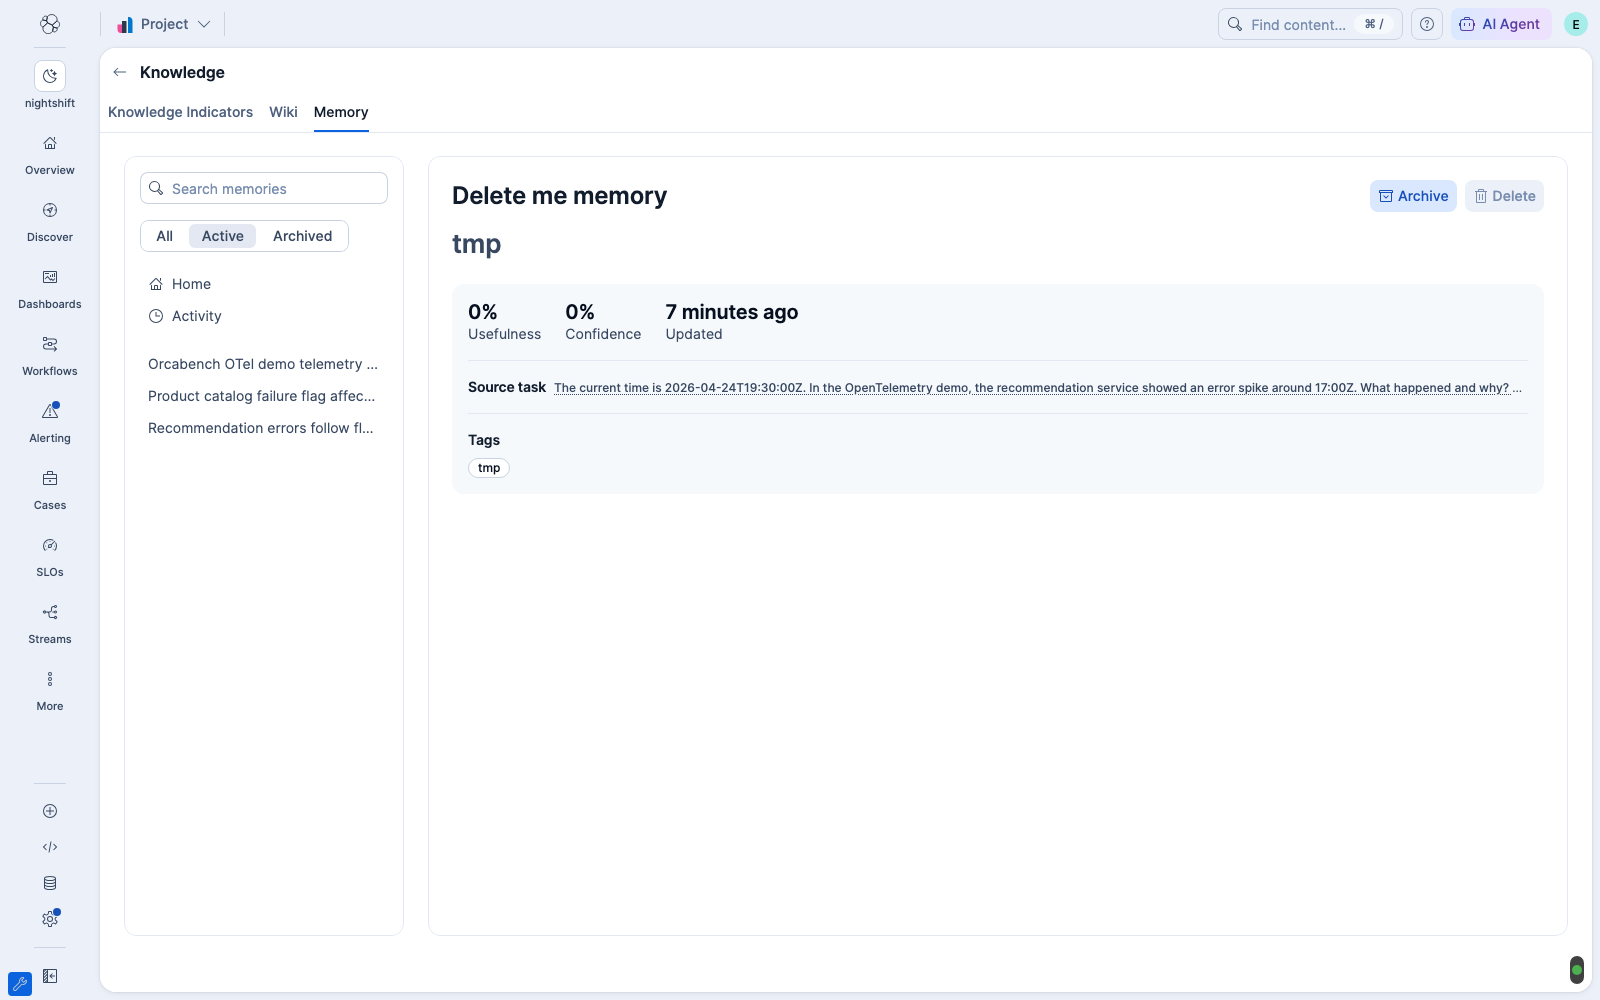 Project
Find content...
⌘ /
AI Agent
E
nightshift
Overview
Discover
Dashboards
Workflows
Alerting
Cases
SLOs
Streams
More
Knowledge
Knowledge Indicators
Wiki
Memory
Search memories
All
Active
Archived
Home
Activity
Orcabench OTel demo telemetry ...
Product catalog failure flag affec...
Recommendation errors follow fl...
Delete me memory
Archive
Delete
tmp
0%
Usefulness
0%
Confidence
7 minutes ago
Updated
Source task The current time is 2026-04-24T19:30:00Z. In the OpenTelemetry demo, the recommendation service showed an error spike around 17:00Z. What happened and why? ...
Tags
tmp